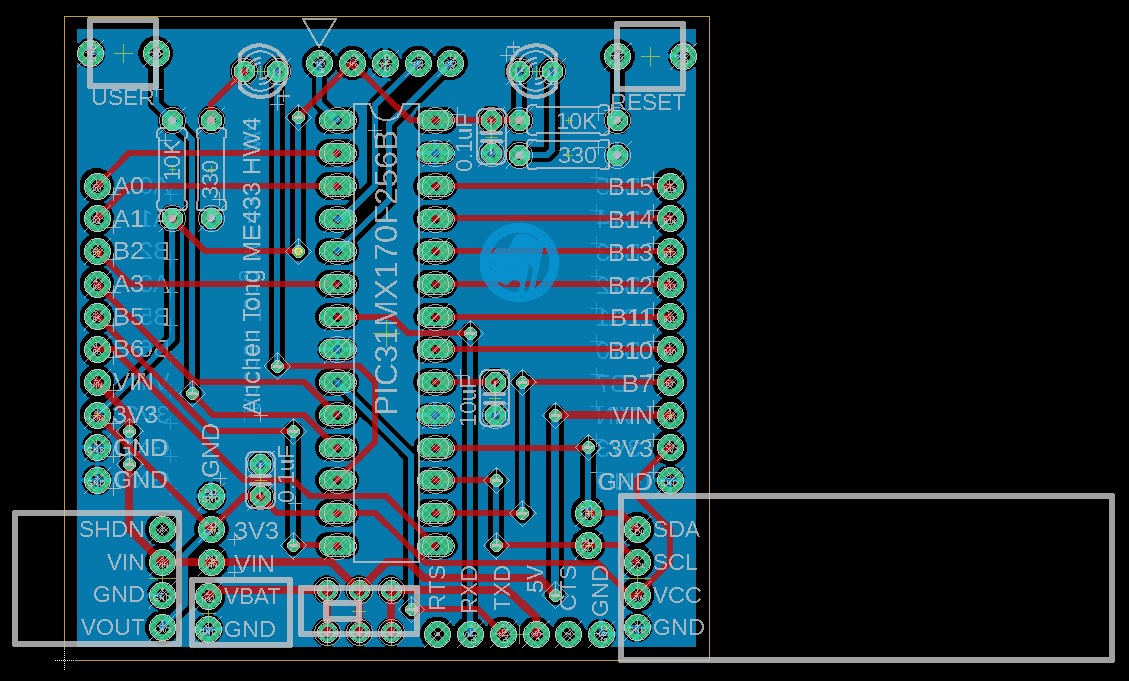 USER
RESET
10K
330
0.1uF
10K
330
Anchen Tong ME433 HW4
PIC31MX170F256B
A0
A1
B2
A3
B5
B6
VIN
3V3
GND
GND
B15
B14
B13
B12
B11
B10
B7
VIN
3V3
GND
10uF
GND
0.1uF
3V3
VIN
SHDN
VIN
GND
VOUT
VBAT
GND
RTS
RXD
TXD
5V
CTS
GND
SDA
SCL
VCC
GND